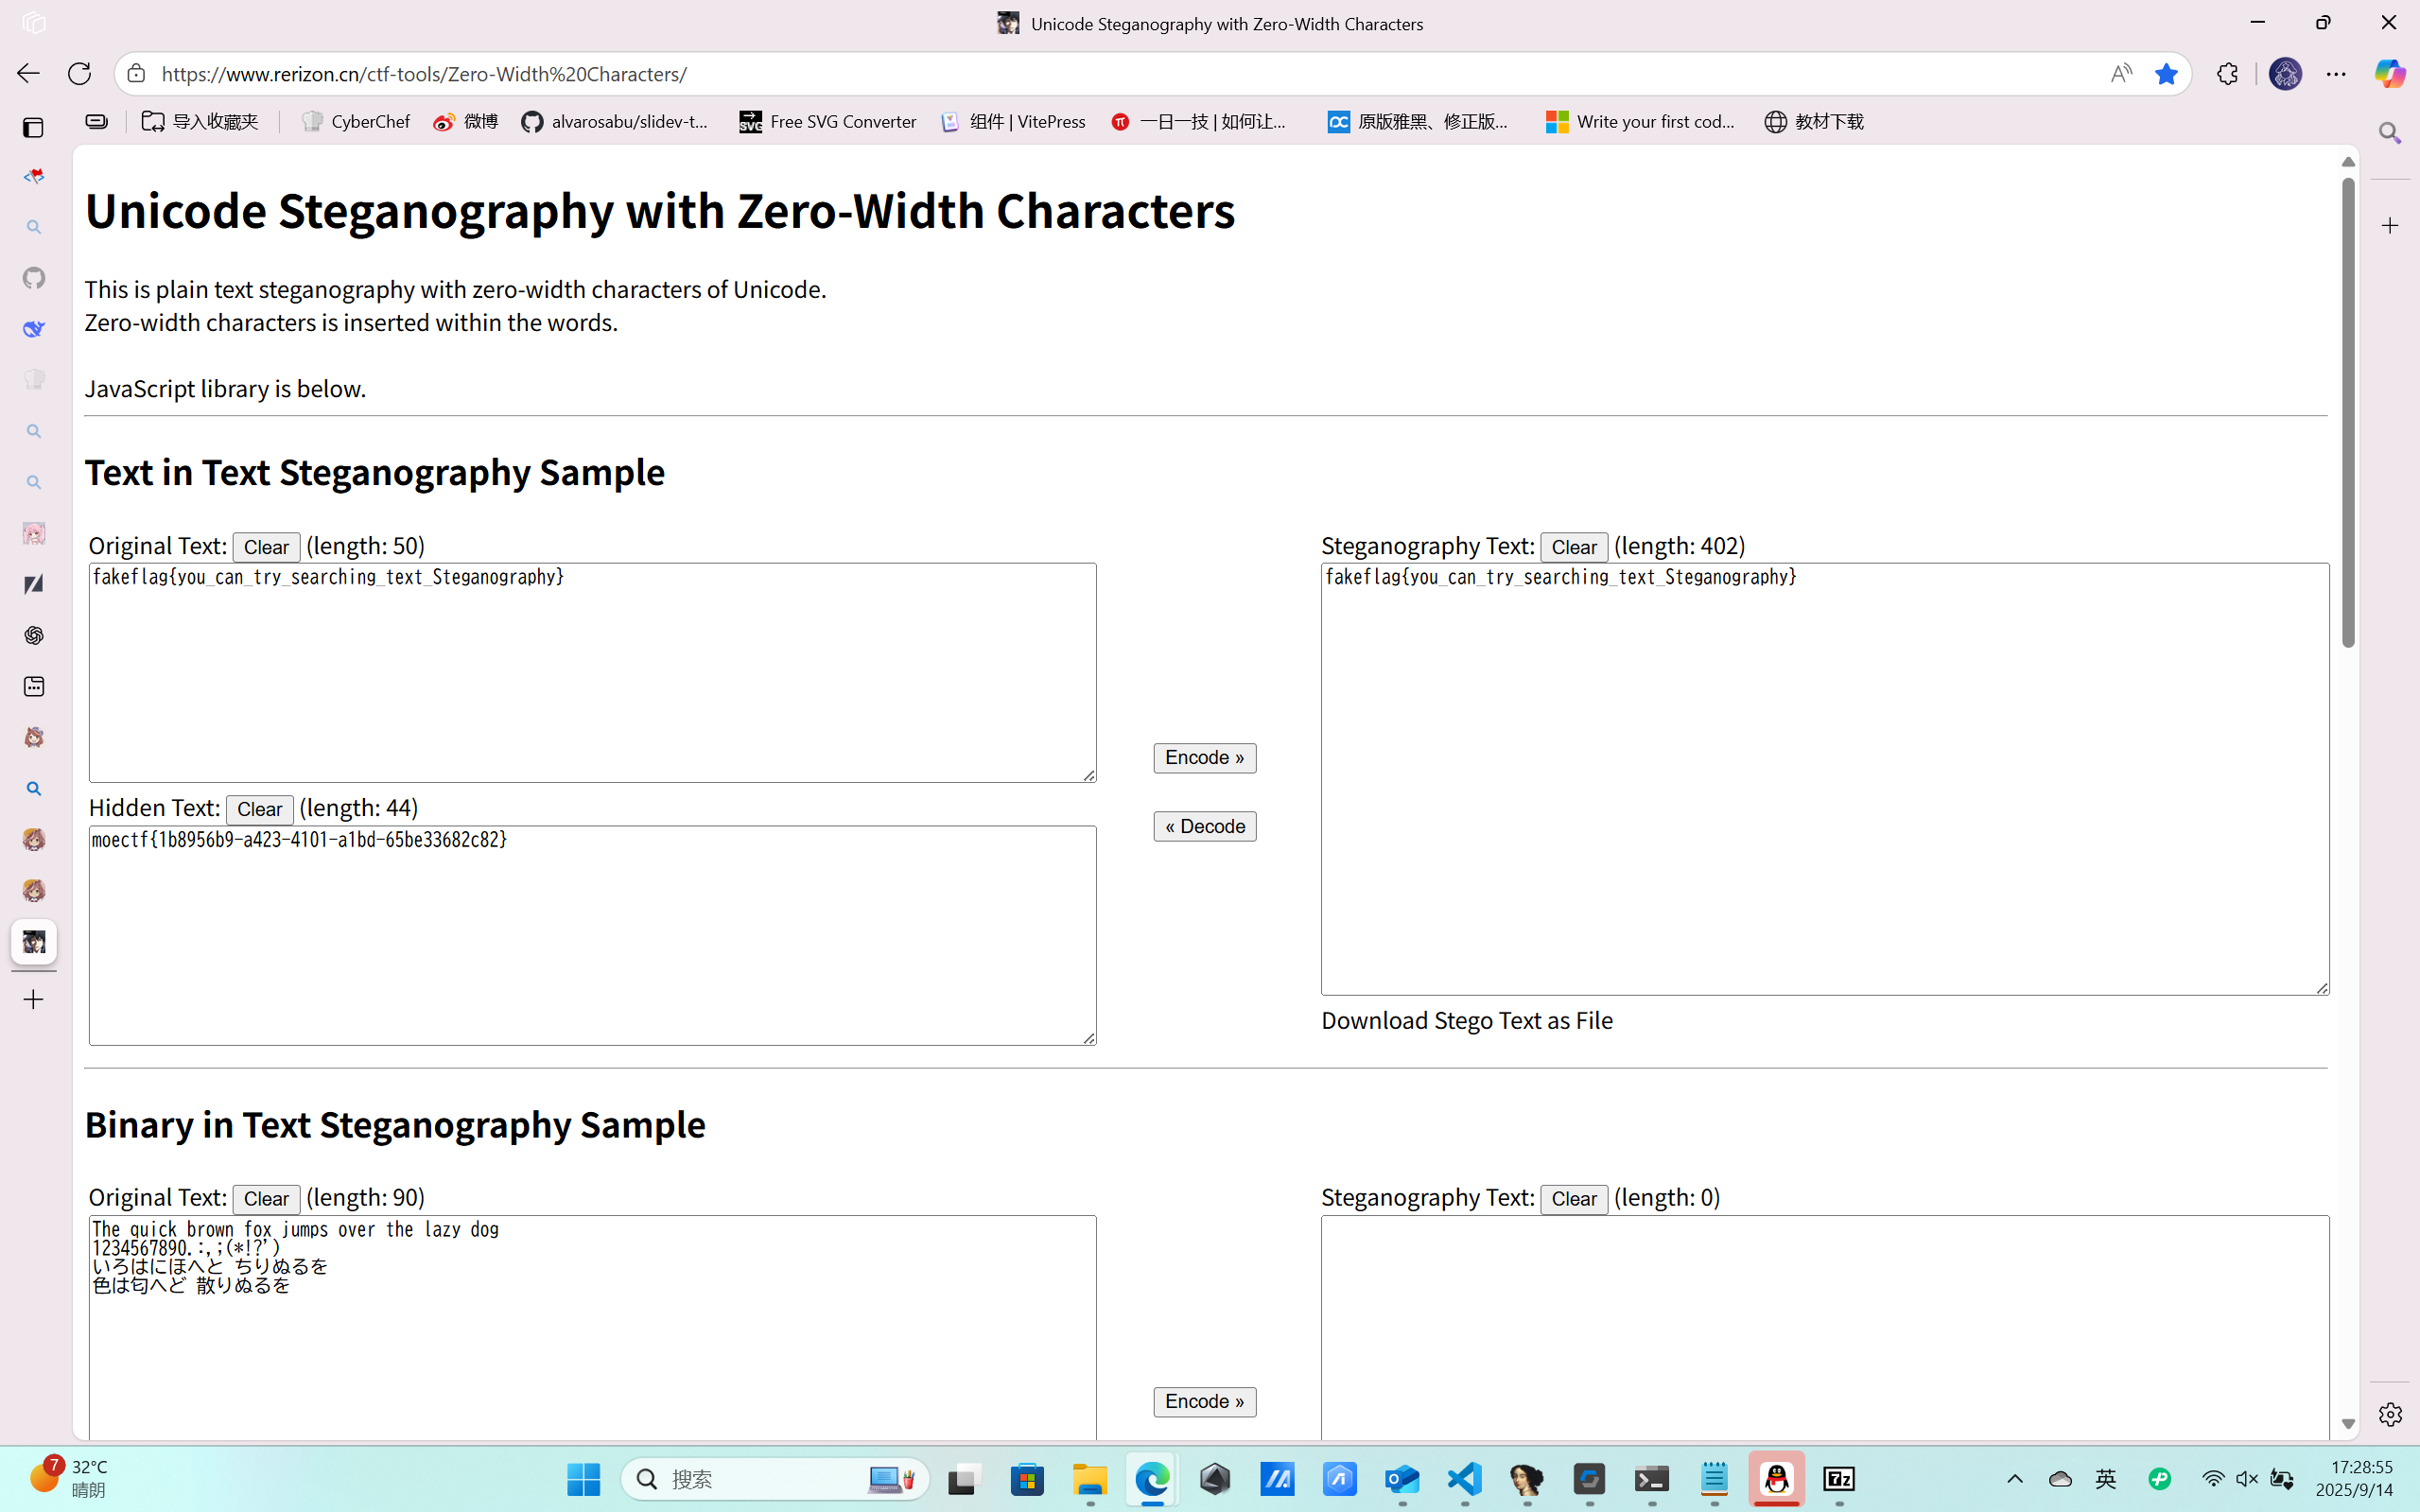 Unicode Steganography with Zero-Width Characters
https://www.rerizon.cn/ctf-tools/Zero-Width%20Characters/
导入收藏夹
CyberChef
微博
alvarosabu/slidev-t...
Free SVG Converter
组件 | VitePress
一日一技 | 如何让...
原版雅黑、修正版...
Write your first cod...
教材下载
Unicode Steganography with Zero-Width Characters
This is plain text steganography with zero-width characters of Unicode.
Zero-width characters is inserted within the words.
JavaScript library is below.
Text in Text Steganography Sample
Original Text: Clear (length: 50)
fakeflag{you_can_try_searching_text_Steganography}
Steganography Text: Clear (length: 402)
fakeflag{you_can_try_searching_text_Steganography}
Encode »
Hidden Text: Clear (length: 44)
« Decode
moectf{1b8956b9-a423-4101-a1bd-65be33682c82}
Download Stego Text as File
Binary in Text Steganography Sample
Original Text: Clear (length: 90)
The quick brown fox jumps over the lazy dog
1234567890.:,;(*!?')
いろはにほへと ちりぬるを
色は匂へど 散りぬるを
Steganography Text: Clear (length: 0)
Encode »
7
32°C
晴朗
搜索
英
17:28:55
2025/9/14